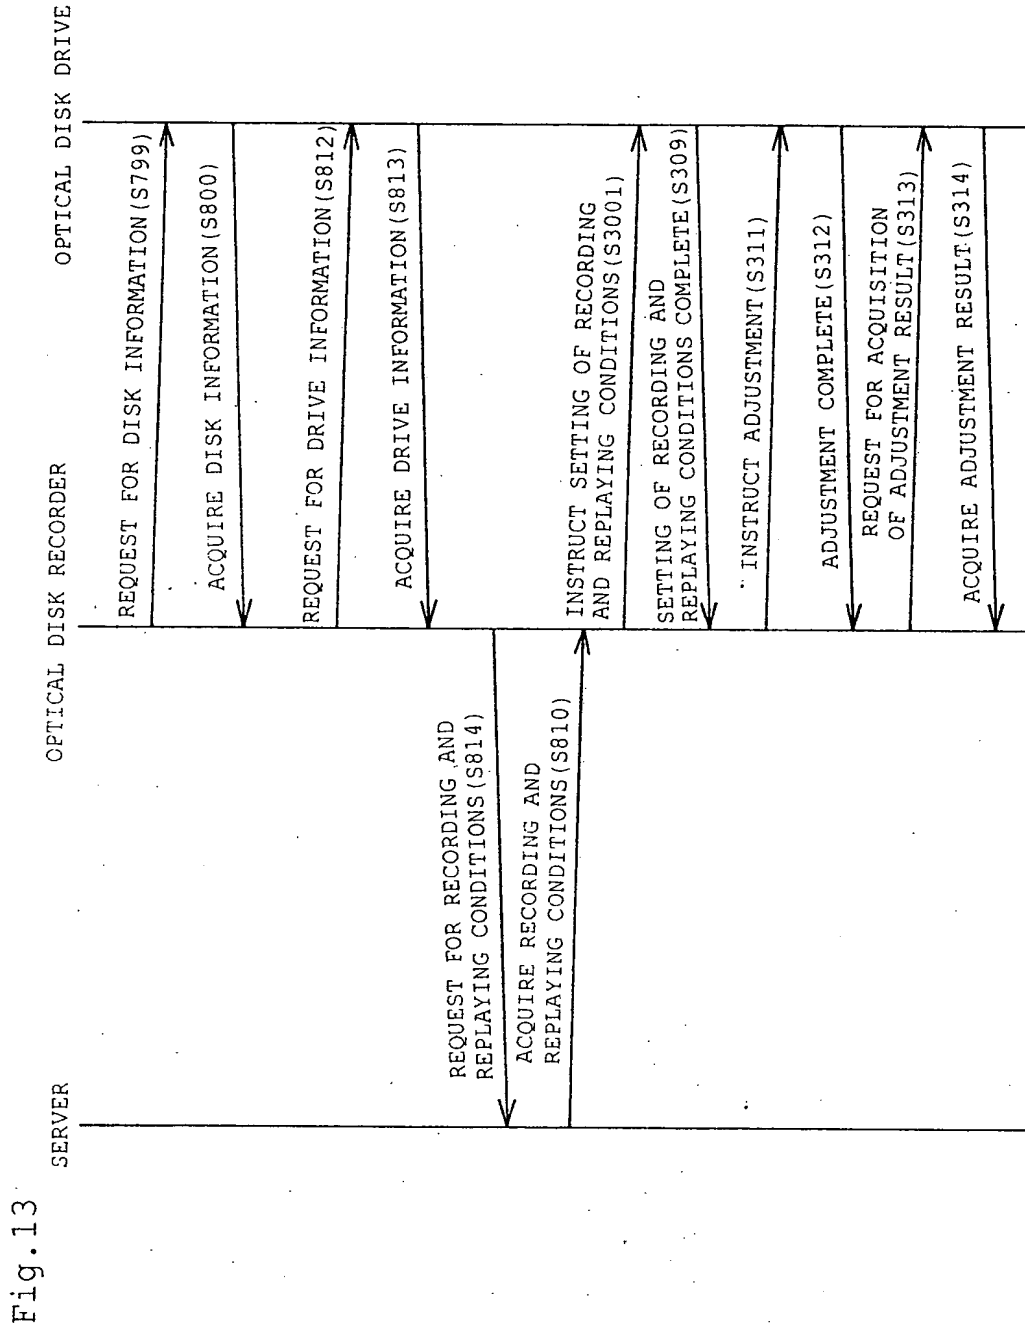 Fig.13
SERVER
OPTICAL DISK RECORDER
OPTICAL DISK DRIVE
REQUEST FOR DISK INFORMATION(S799)
ACQUIRE DISK INFORMATION(S800)
REQUEST FOR DRIVE INFORMATION(S812)
ACQUIRE DRIVE INFORMATION(S813)
REQUEST FOR RECORDING AND
REPLAYING CONDITIONS(S814)
ACQUIRE RECORDING AND
REPLAYING CONDITIONS(S810)
INSTRUCT SETTING OF RECORDING
AND REPLAYING CONDITIONS(S3001)
SETTING OF RECORDING AND
REPLAYING CONDITIONS COMPLETE(S309)
INSTRUCT ADJUSTMENT(S311)
ADJUSTMENT COMPLETE(S312)
REQUEST FOR ACQUISITION
OF ADJUSTMENT RESULT(S313)
ACQUIRE ADJUSTMENT RESULT(S314)